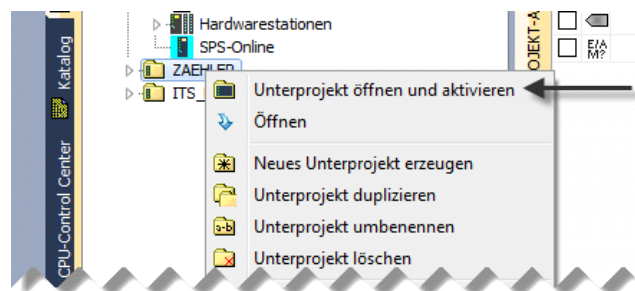 Hardwarestationen
SPS-Online
ZAEHLER
ITS_
Unterprojekt öffnen und aktivieren
Öffnen
Neues Unterprojekt erzeugen
Unterprojekt duplizieren
Unterprojekt umbenennen
Unterprojekt löschen
Katalog
CPU-Control Center
OJEKT-A
E/A
M?
a-b